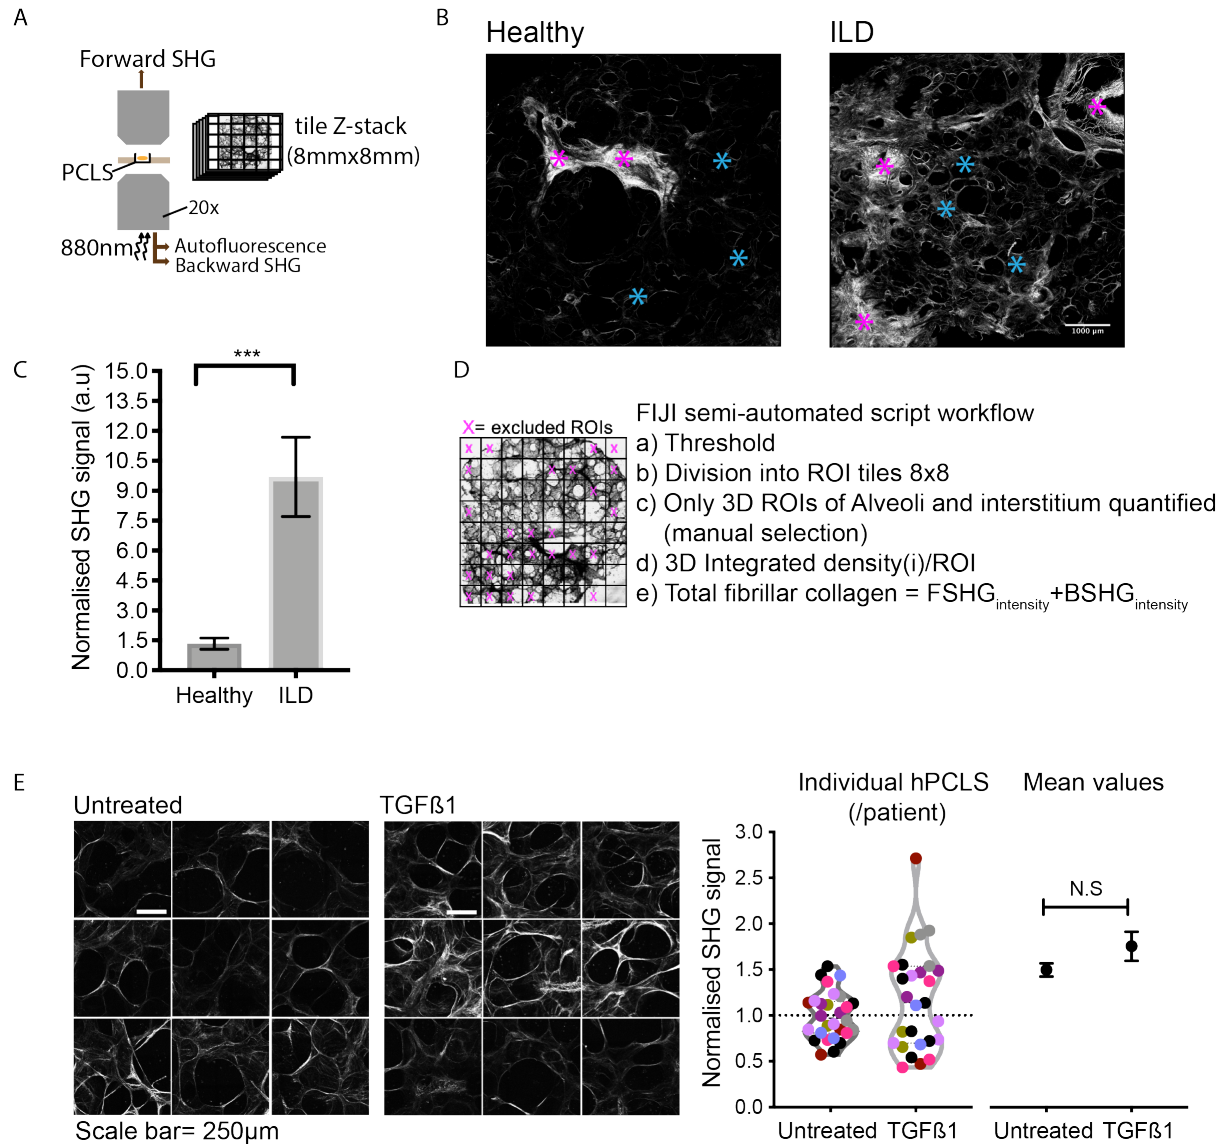 A
Forward SHG
PCLS
tile Z-stack
(8mmx8mm)
20x
880nm
Autofluorescence
Backward SHG
B
Healthy
ILD
1000 µm
C
Normalised SHG signal (a.u)
15.0
13.5
12.0
10.5
9.0
7.5
6.0
4.5
3.0
1.5
0.0
***
Healthy
ILD
D
X= excluded ROIs
FIJI semi-automated script workflow
a) Threshold
b) Division into ROI tiles 8x8
c) Only 3D ROIs of Alveoli and interstitium quantified
(manual selection)
d) 3D Integrated density(i)/ROI
e) Total fibrillar collagen = FSHGintensity+BSHGintensity
E
Untreated
TGFß1
Scale bar= 250µm
Individual hPCLS
(/patient)
Mean values
Normalised SHG signal
3.0
2.5
2.0
1.5
1.0
0.5
0.0
N.S
Untreated
TGFß1
Untreated
TGFß1